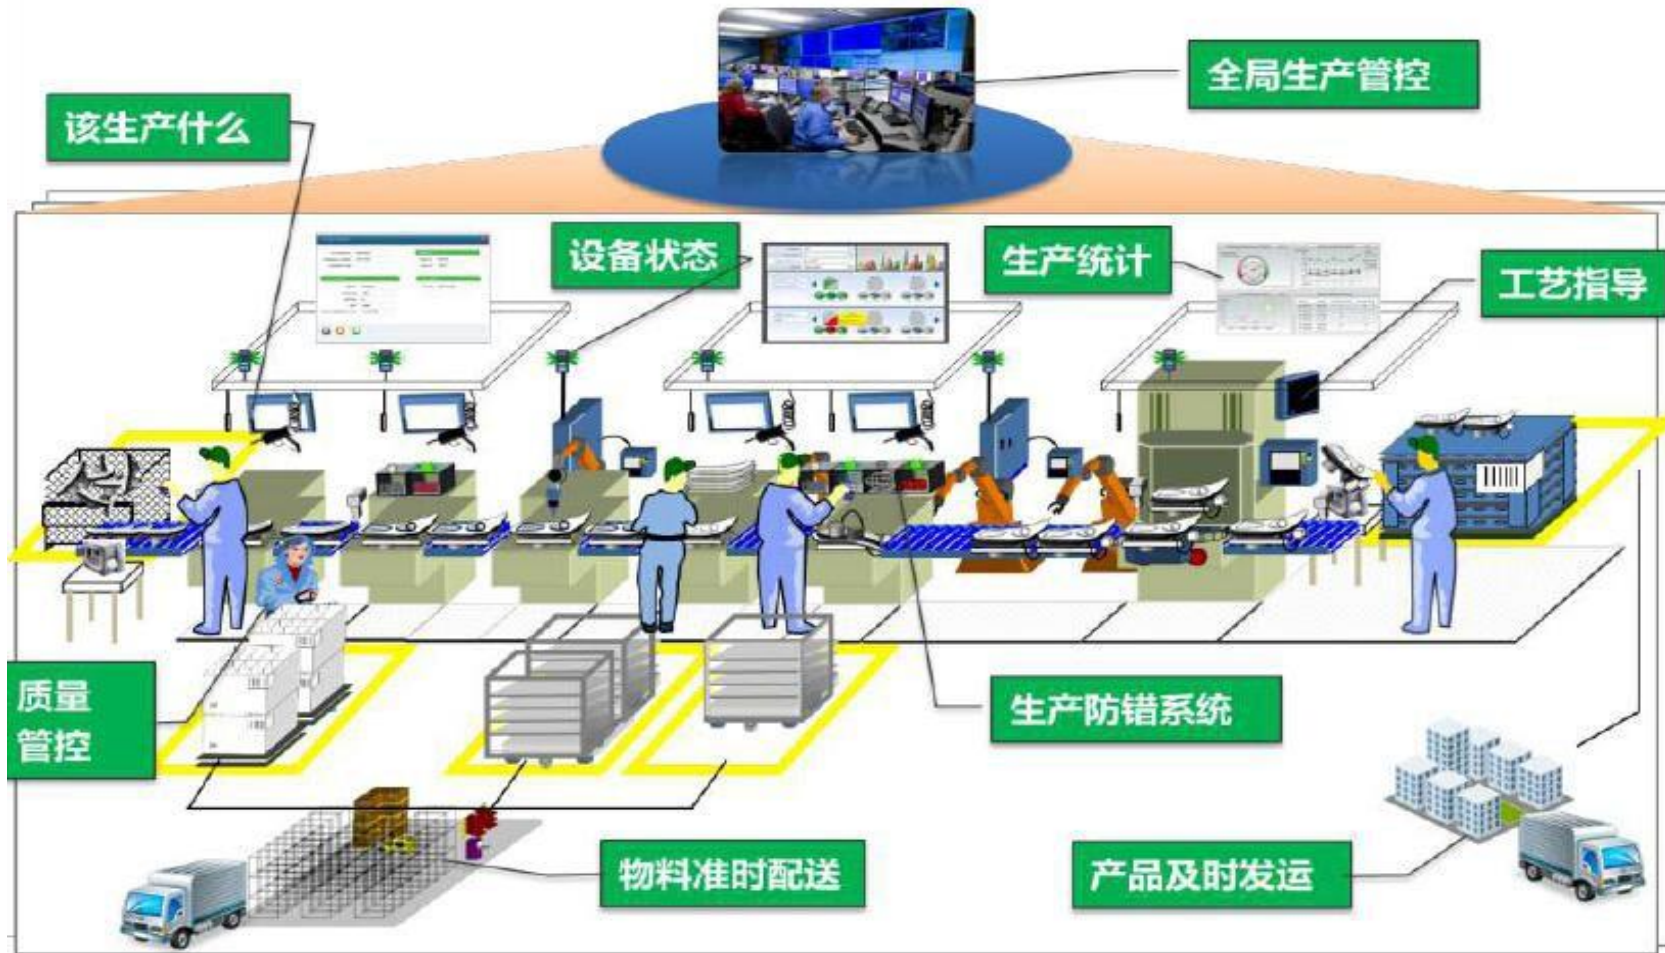 全局生产管控
该生产什么
设备状态
生产统计
工艺指导
质量
管控
生产防错系统
物料准时配送
产品及时发运